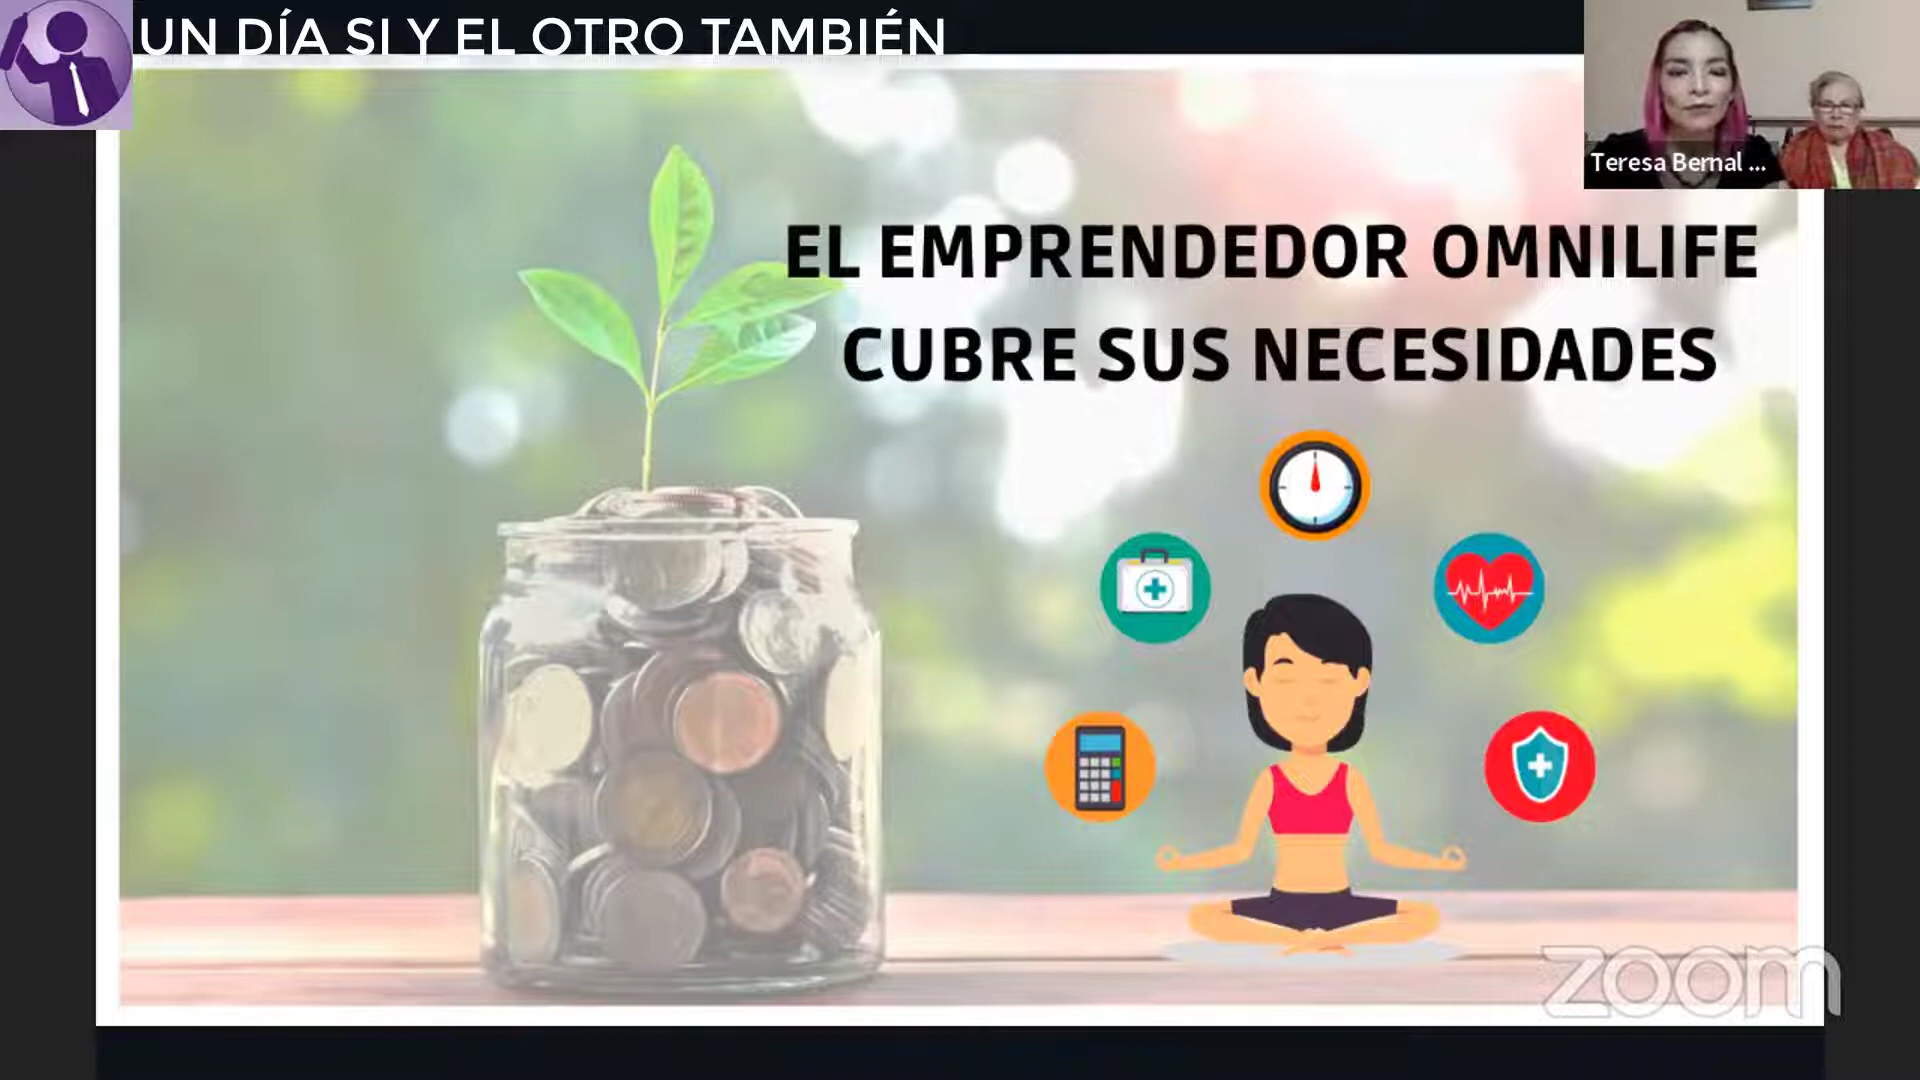 UN DÍA SI Y EL OTRO TAMBIÉN
Teresa Bernal ...
EL EMPRENDEDOR OMNILIFE
CUBRE SUS NECESIDADES
zoom